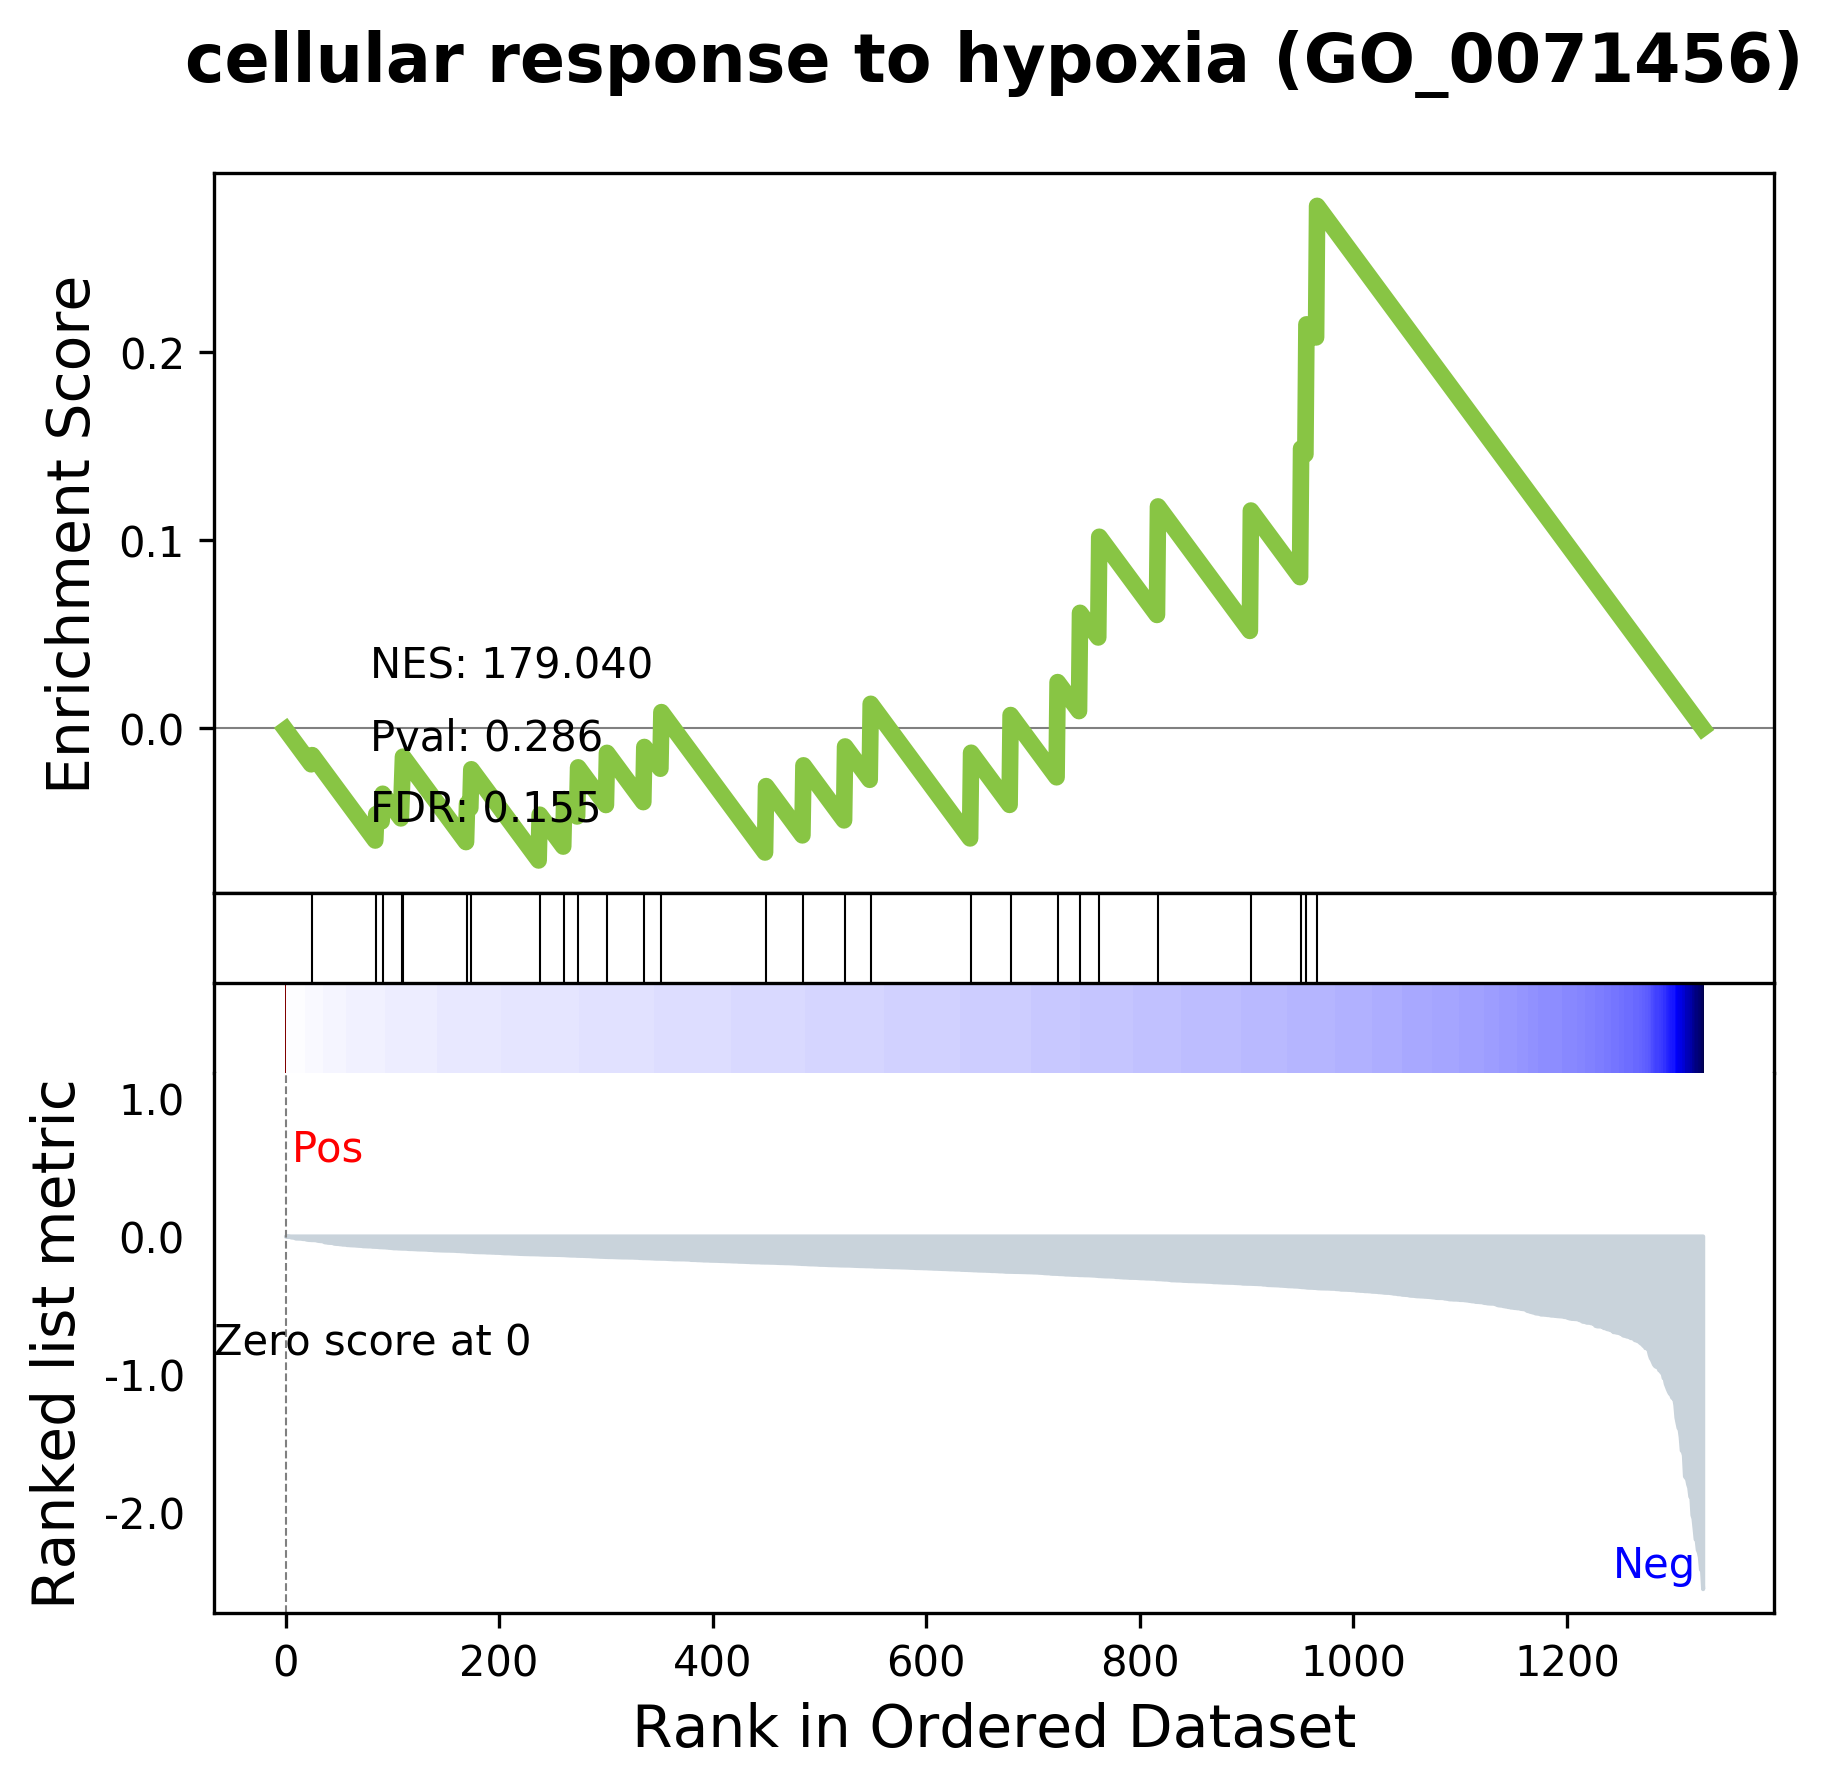 cellular response to hypoxia (GO_0071456)
Enrichment Score
0.2
0.1
0.0
NES: 179.040
Pval: 0.286
FDR: 0.155
Ranked list metric
1.0
0.0
-1.0
-2.0
Pos
Zero score at 0
Neg
0 200 400 600 800 1000 1200
Rank in Ordered Dataset